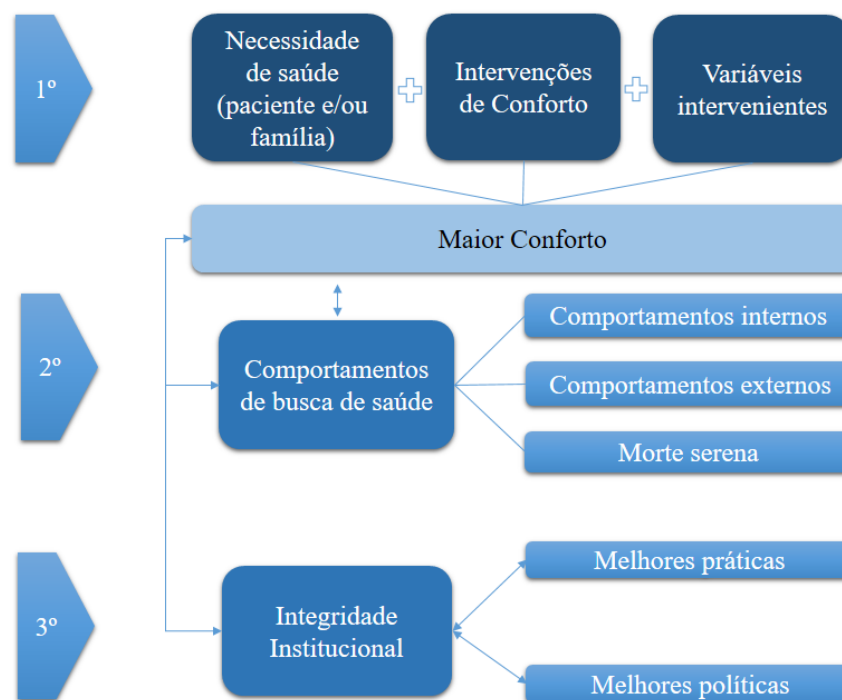 1º
Necessidade
de saúde
(paciente e/ou
família)
Intervenções
de Conforto
Variáveis
intervenientes
Maior Conforto
2º
Comportamentos
de busca de saúde
Comportamentos internos
Comportamentos externos
Morte serena
3º
Integridade
Institucional
Melhores práticas
Melhores políticas